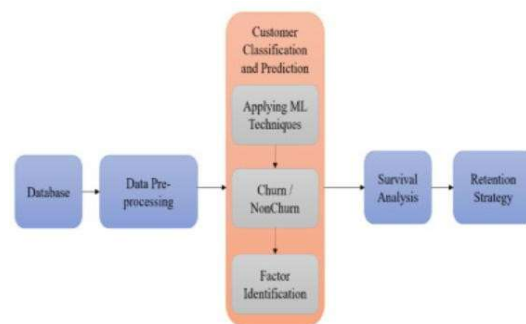 Customer
Classification
and Prediction
Applying ML
Techniques
Database
Data Pre-
processing
Churn /
NonChurn
Survival
Analysis
Retention
Strategy
Factor
Identification